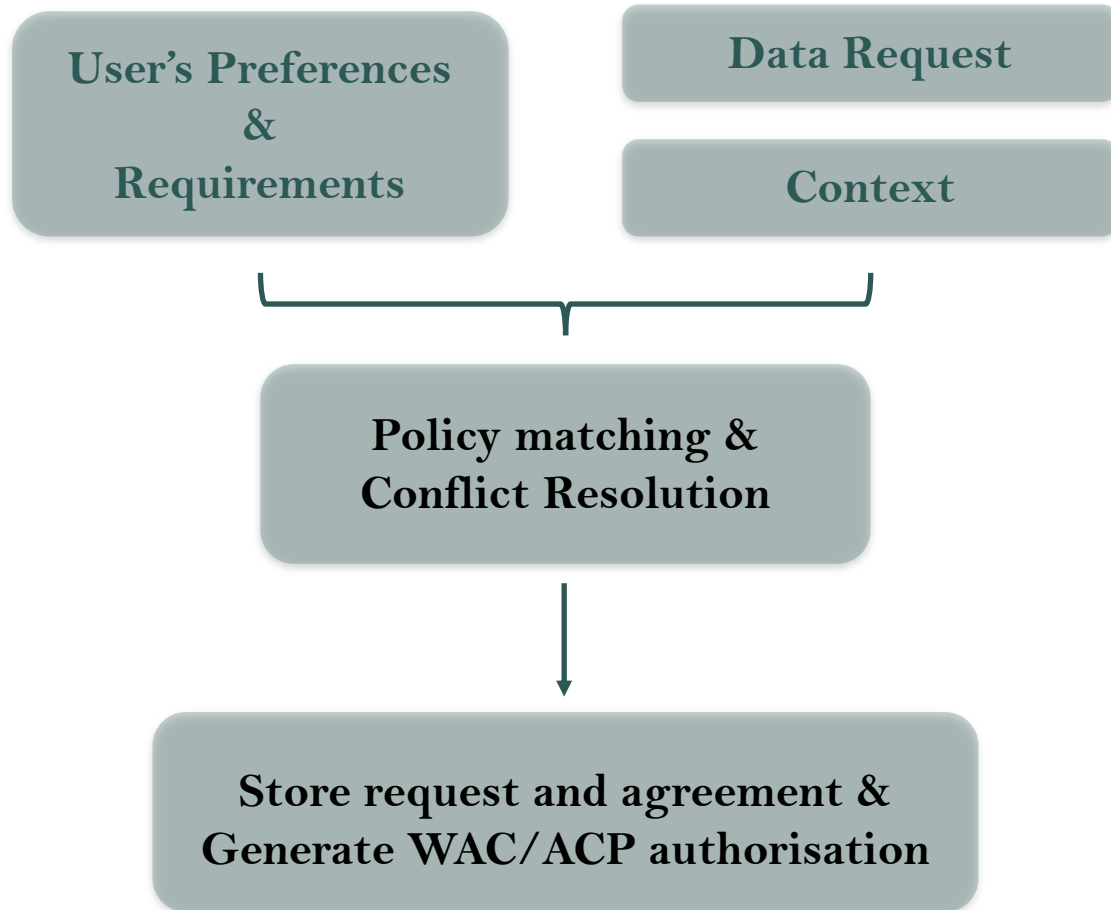 User’s Preferences
&
Requirements
Data Request
Context
Policy matching &
Conflict Resolution
Store request and agreement &
Generate WAC/ACP authorisation